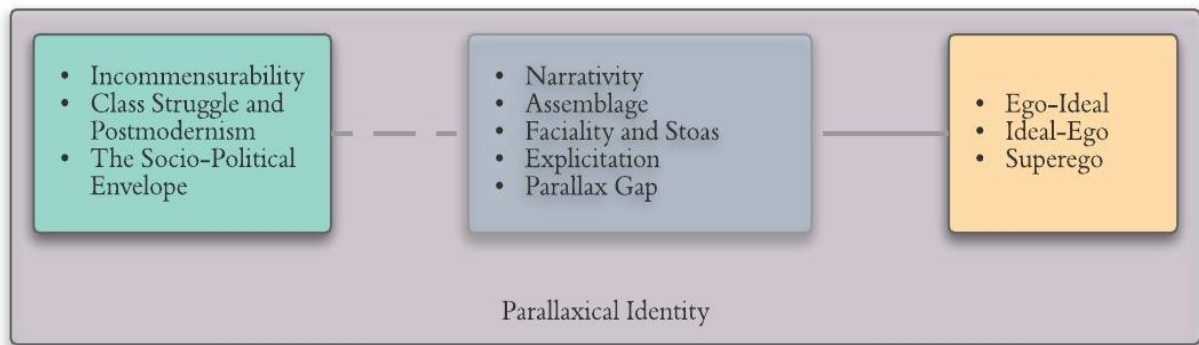 • Incommensurability
• Class Struggle and
Postmodernism
• The Socio-Political
Envelope
• Narrativity
• Assemblage
• Faciality and Stoas
• Explicitation
• Parallax Gap
• Ego-Ideal
• Ideal-Ego
• Superego
Parallaxical Identity